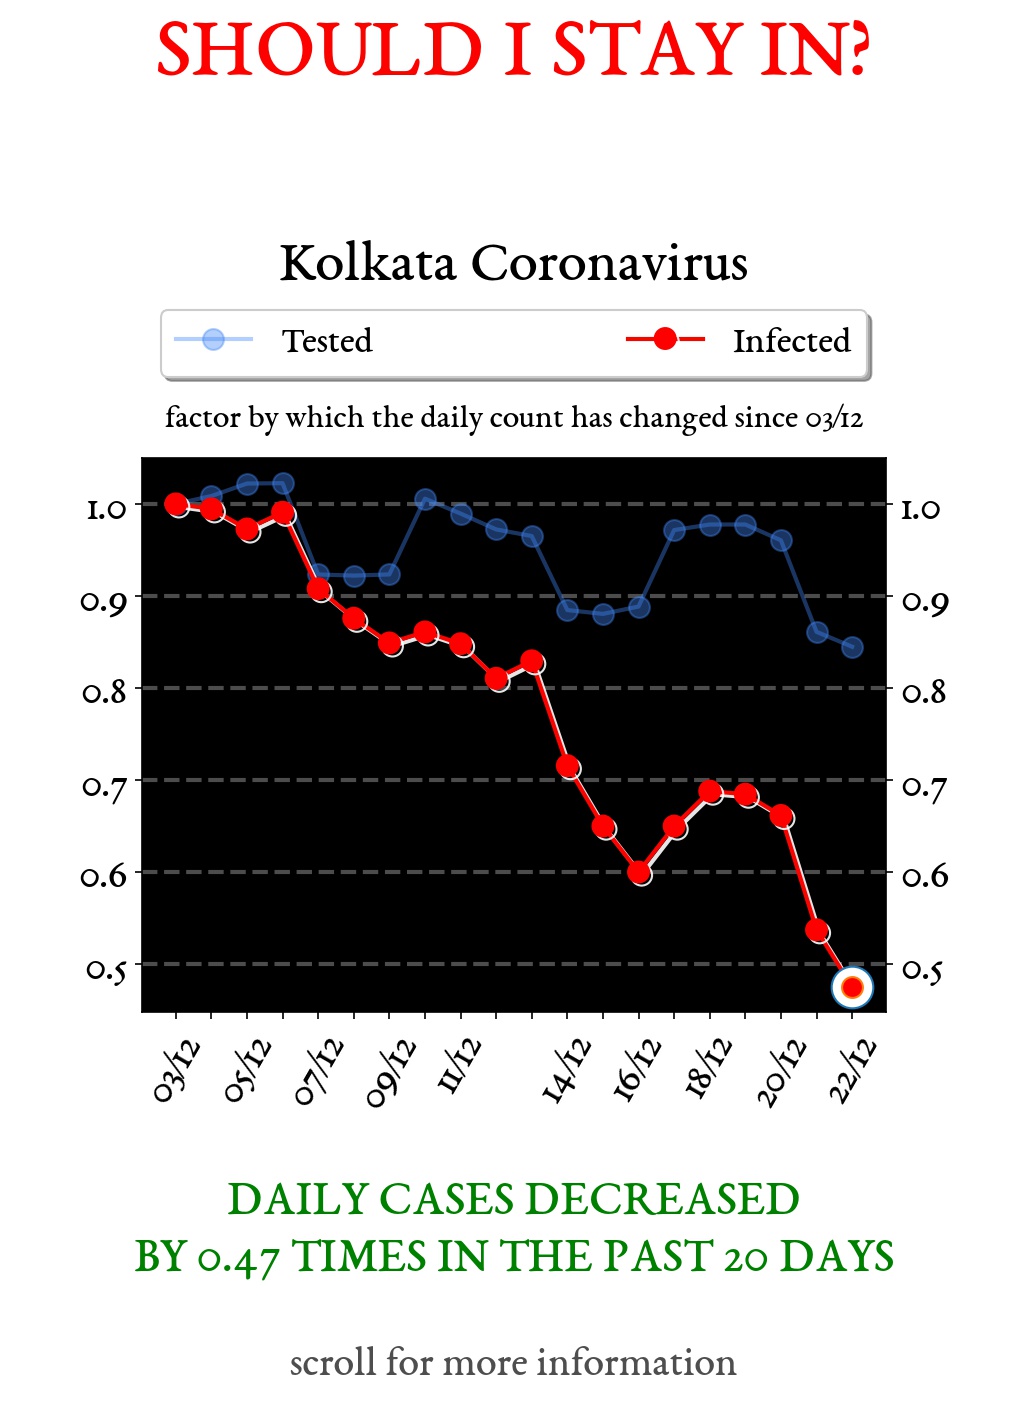 SHOULD I STAY IN?
Kolkata Coronavirus
Tested Infected
factor by which the daily count has changed since 03/12
1.0 1.0
0.9 0.9
0.8 0.8
0.7 0.7
0.6 0.6
0.5 0.5
03/12 05/12 07/12 09/12 11/12 14/12 16/12 18/12 20/12 22/12
DAILY CASES DECREASED
BY 0.47 TIMES IN THE PAST 20 DAYS
scroll for more information